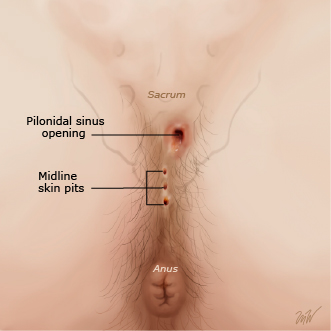 Sacrum
Pilonidal sinus
opening
Midline
skin pits
Anus